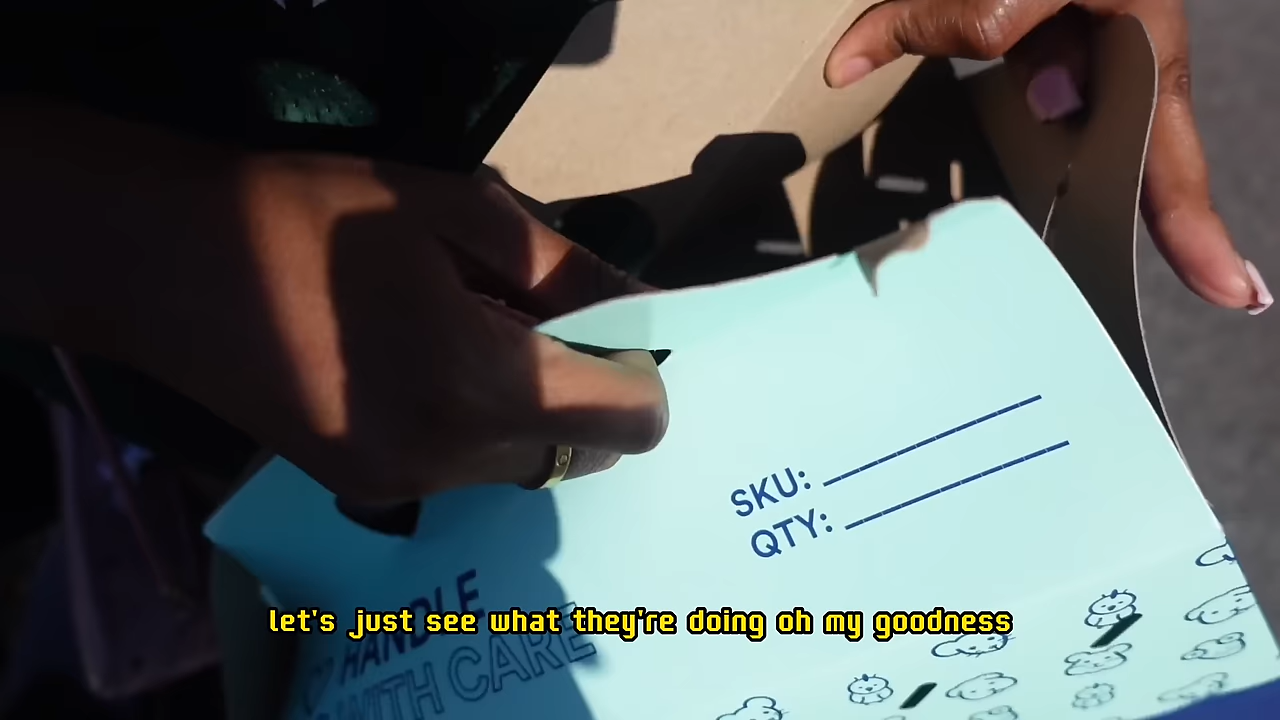 SKU:
QTY:
HANDLE
WITH CARE
let's just see what they're doing oh my goodness